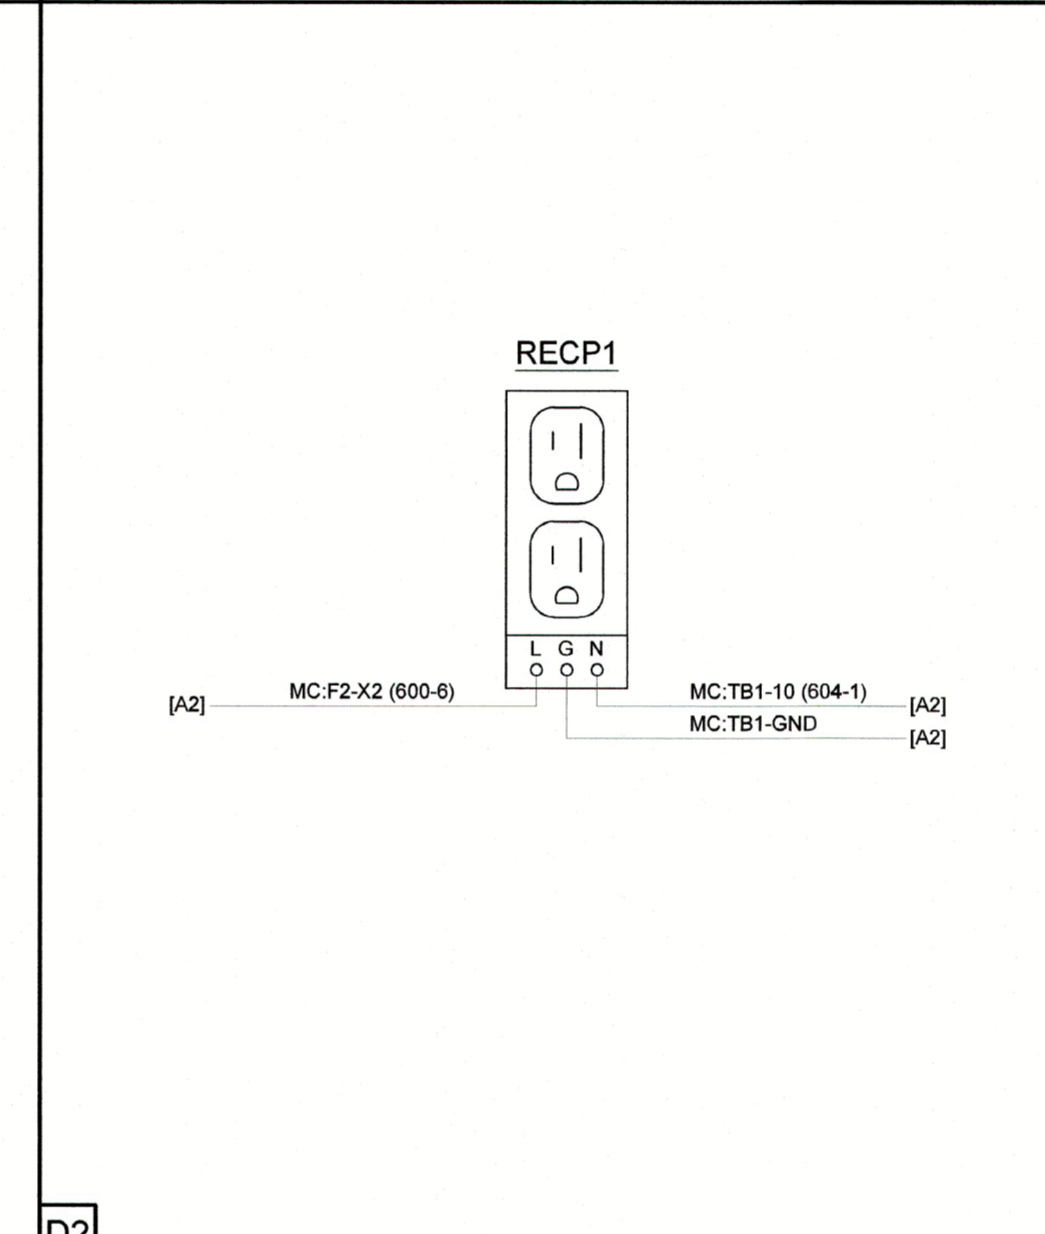 RECP1
L G N
[A2] MC:F2-X2 (600-6) MC:TB1-10 (604-1) [A2]
MC:TB1-GND [A2]
D2